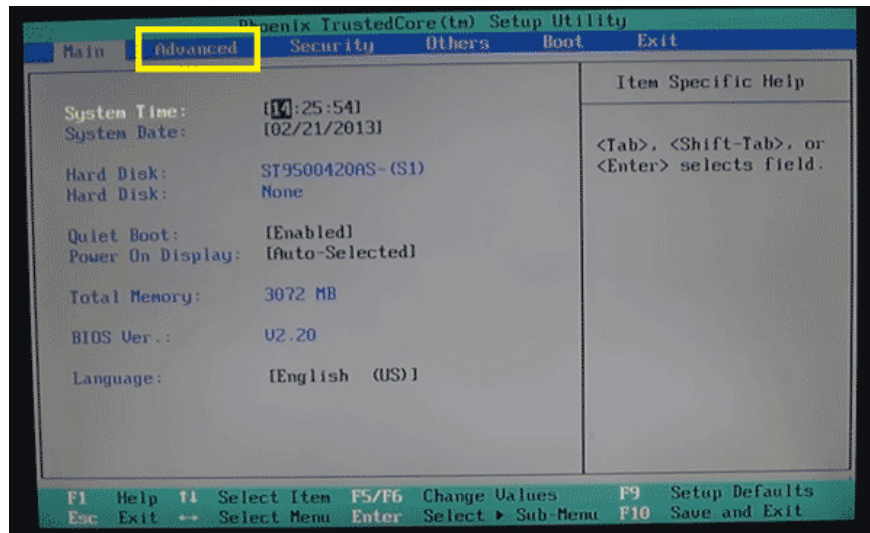 Phoenix TrustedCore(tm) Setup Utility
Main Advanced Security Others Boot Exit
Item Specific Help
System Time: [14:25:54]
System Date: [02/21/2013]
<Tab>, <Shift-Tab>, or
<Enter> selects field.
Hard Disk: ST9500420AS-(S1)
Hard Disk: None
Quiet Boot: [Enabled]
Power On Display: [Auto-Selected]
Total Memory: 3072 MB
BIOS Ver.: V2.20
Language: [English (US)]
F1 Help ↑↓ Select Item F5/F6 Change Values F9 Setup Defaults
Esc Exit ↔ Select Menu Enter Select ▶ Sub-Menu F10 Save and Exit